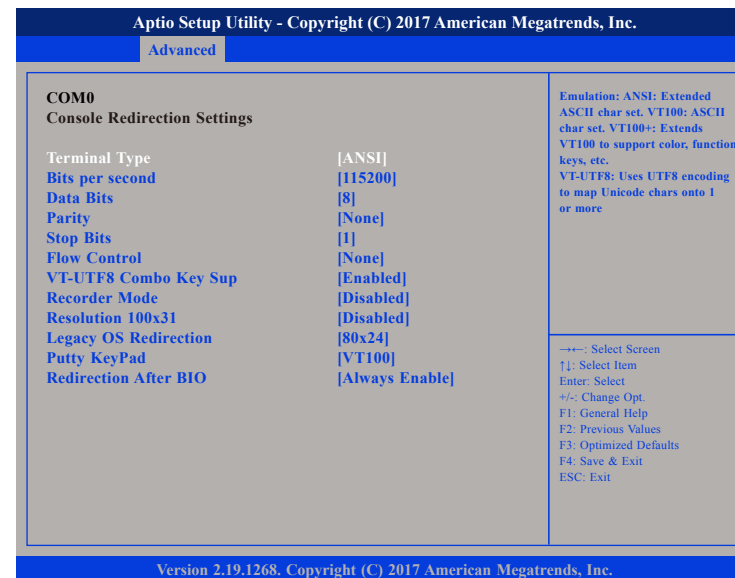 Aptio Setup Utility - Copyright (C) 2017 American Megatrends, Inc.
Advanced
COM0
Console Redirection Settings
Terminal Type [ANSI]
Bits per second [115200]
Data Bits [8]
Parity [None]
Stop Bits [1]
Flow Control [None]
VT-UTF8 Combo Key Sup [Enabled]
Recorder Mode [Disabled]
Resolution 100x31 [Disabled]
Legacy OS Redirection [80x24]
Putty KeyPad [VT100]
Redirection After BIO [Always Enable]
Emulation: ANSI: Extended
ASCII char set. VT100: ASCII
char set. VT100+: Extends
VT100 to support color, function
keys, etc.
VT-UTF8: Uses UTF8 encoding
to map Unicode chars onto 1
or more
→←: Select Screen
↑↓: Select Item
Enter: Select
+/-: Change Opt.
F1: General Help
F2: Previous Values
F3: Optimized Defaults
F4: Save & Exit
ESC: Exit
Version 2.19.1268. Copyright (C) 2017 American Megatrends, Inc.